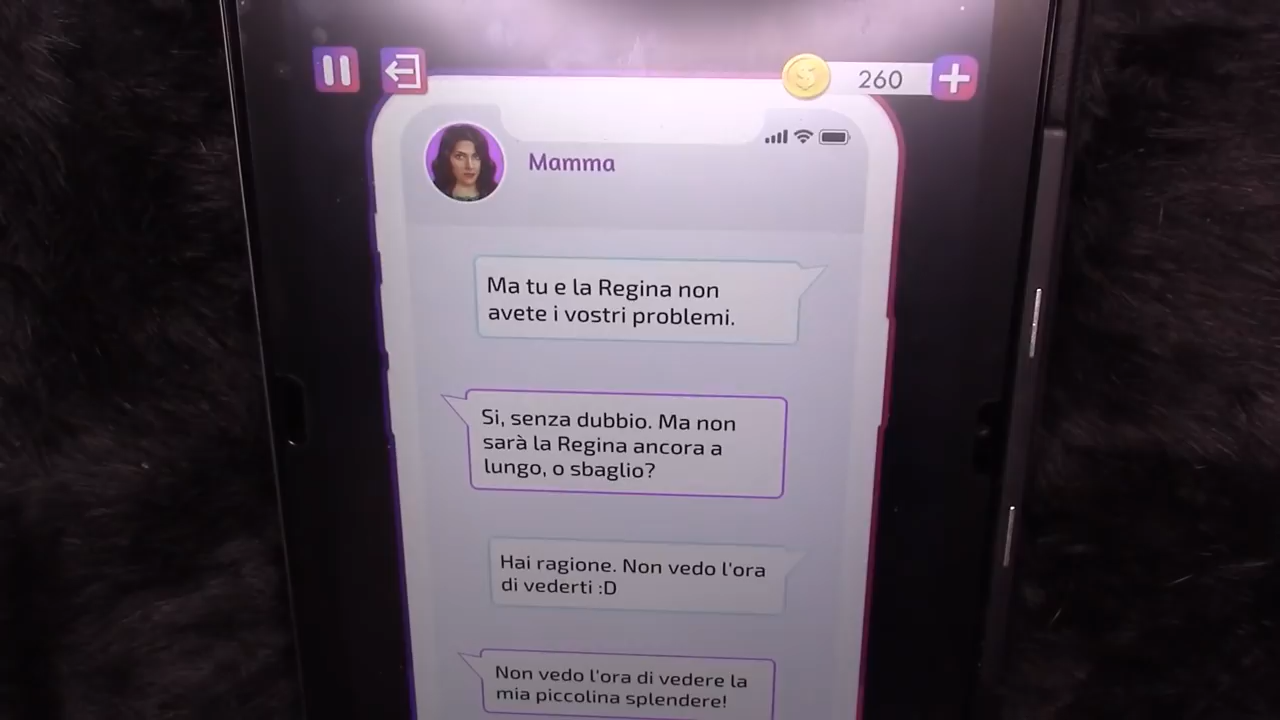 260
Mamma
Ma tu e la Regina non
avete i vostri problemi.
Si, senza dubbio. Ma non
sarà la Regina ancora a
lungo, o sbaglio?
Hai ragione. Non vedo l'ora
di vederti :D
Non vedo l'ora di vedere la
mia piccolina splendere!